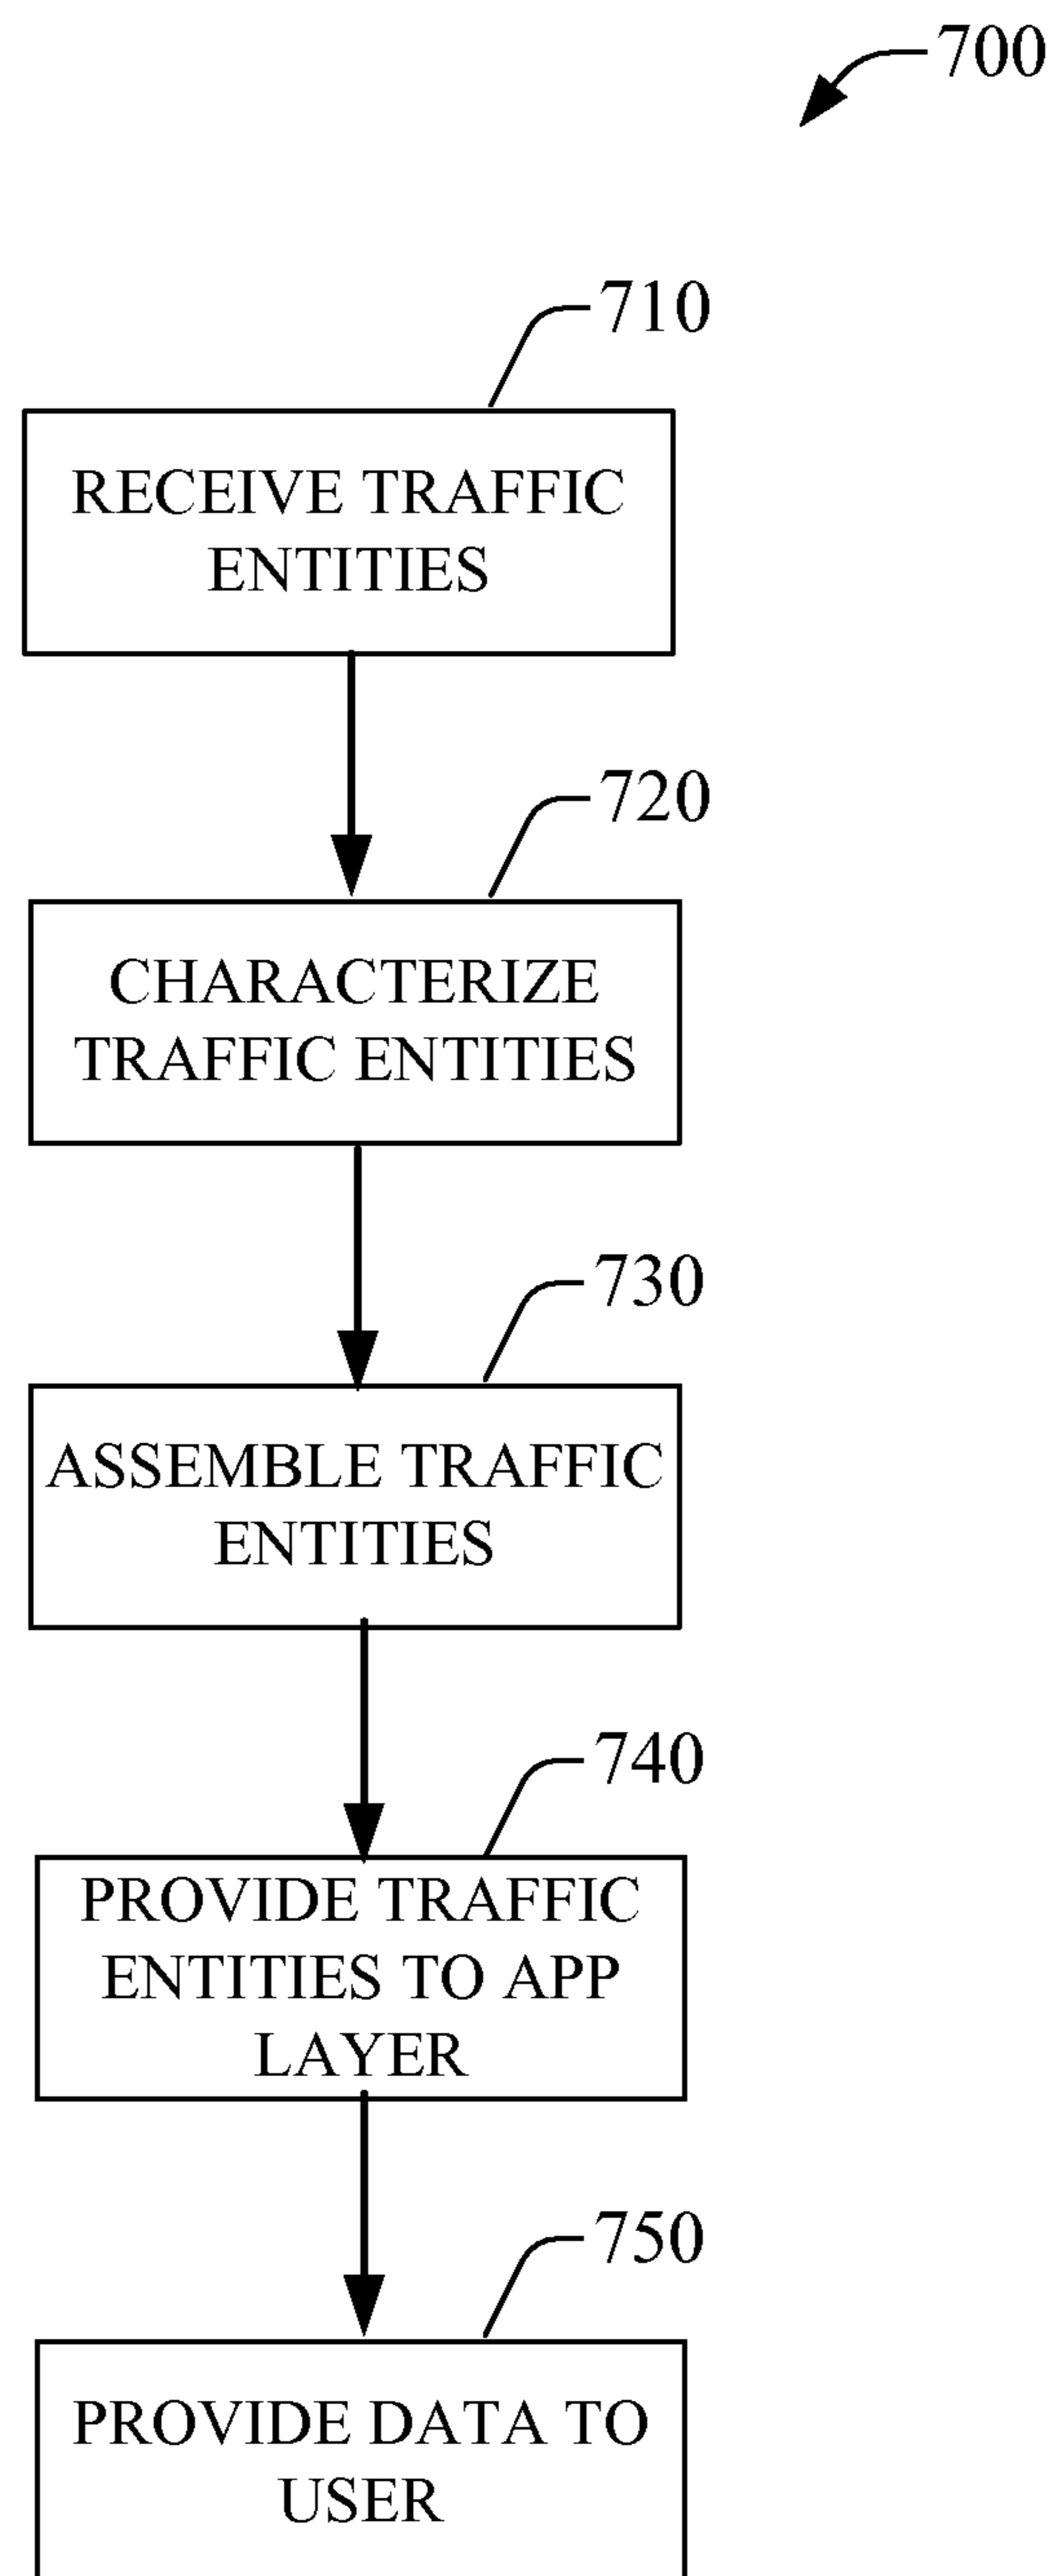 700
710
RECEIVE TRAFFIC
ENTITIES
720
CHARACTERIZE
TRAFFIC ENTITIES
730
ASSEMBLE TRAFFIC
ENTITIES
740
PROVIDE TRAFFIC
ENTITIES TO APP
LAYER
750
PROVIDE DATA TO
USER